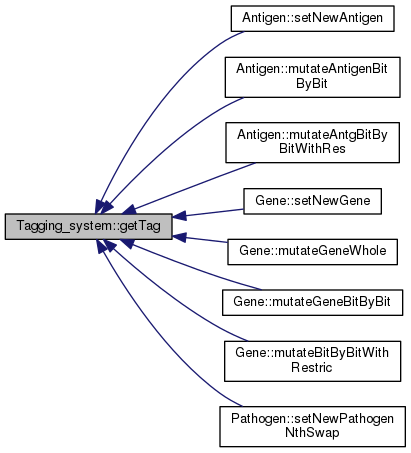 Antigen::setNewAntigen
Antigen::mutateAntigenBit
ByBit
Antigen::mutateAntgBitBy
BitWithRes
Gene::setNewGene
Tagging_system::getTag
Gene::mutateGeneWhole
Gene::mutateGeneBitByBit
Gene::mutateBitByBitWith
Restric
Pathogen::setNewPathogen
NthSwap